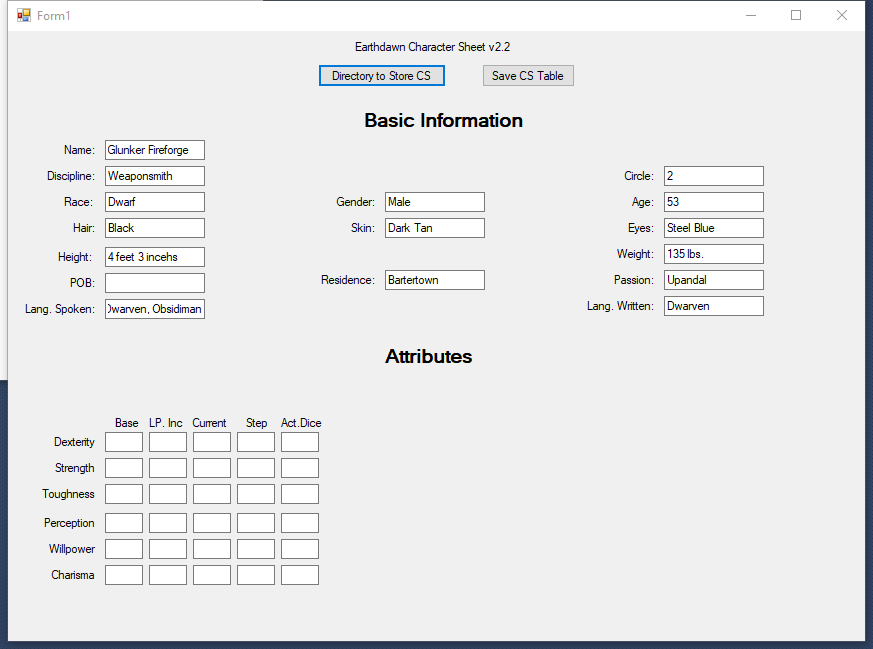 Form1
Earthdawn Character Sheet v2.2
Directory to Store CS Save CS Table
Basic Information
Name: Glunker Fireforge
Discipline: Weaponsmith Circle: 2
Race: Dwarf Gender: Male Age: 53
Hair: Black Skin: Dark Tan Eyes: Steel Blue
Height: 4 feet 3 incehs Weight: 135 lbs.
POB: Residence: Bartertown Passion: Upandal
Lang. Spoken: Dwarven, Obsidiman Lang. Written: Dwarven
Attributes
Base LP. Inc Current Step Act.Dice
Dexterity
Strength
Toughness
Perception
Willpower
Charisma